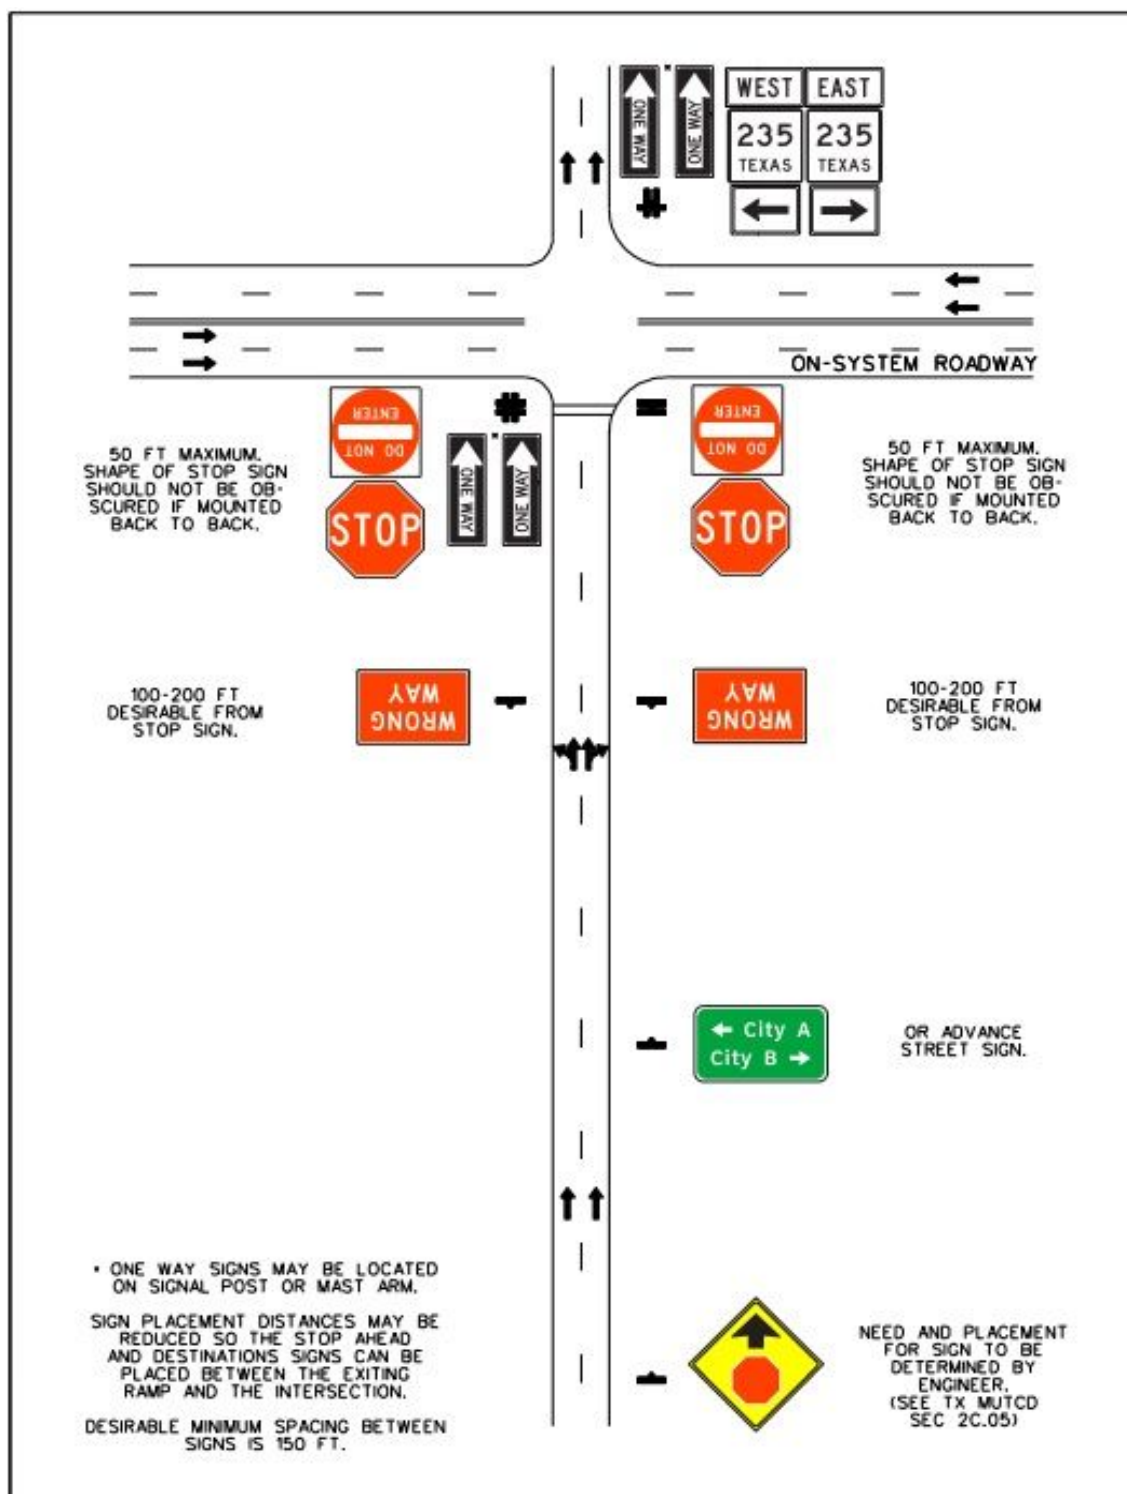 ONE WAY
ONE WAY
WEST
EAST
235
TEXAS
235
TEXAS
ON-SYSTEM ROADWAY
DO NOT
ENTER
STOP
50 FT MAXIMUM.
SHAPE OF STOP SIGN
SHOULD NOT BE OB-
SCURED IF MOUNTED
BACK TO BACK.
ONE WAY
ONE WAY
DO NOT
ENTER
STOP
50 FT MAXIMUM.
SHAPE OF STOP SIGN
SHOULD NOT BE OB-
SCURED IF MOUNTED
BACK TO BACK.
100-200 FT
DESIRABLE FROM
STOP SIGN.
WRONG
WAY
WRONG
WAY
100-200 FT
DESIRABLE FROM
STOP SIGN.
← City A
City B →
OR ADVANCE
STREET SIGN.
* ONE WAY SIGNS MAY BE LOCATED
ON SIGNAL POST OR MAST ARM.
SIGN PLACEMENT DISTANCES MAY BE
REDUCED SO THE STOP AHEAD
AND DESTINATIONS SIGNS CAN BE
PLACED BETWEEN THE EXITING
RAMP AND THE INTERSECTION.
DESIRABLE MINIMUM SPACING BETWEEN
SIGNS IS 150 FT.
NEED AND PLACEMENT
FOR SIGN TO BE
DETERMINED BY
ENGINEER.
(SEE TX MUTCD
SEC 2C.05)